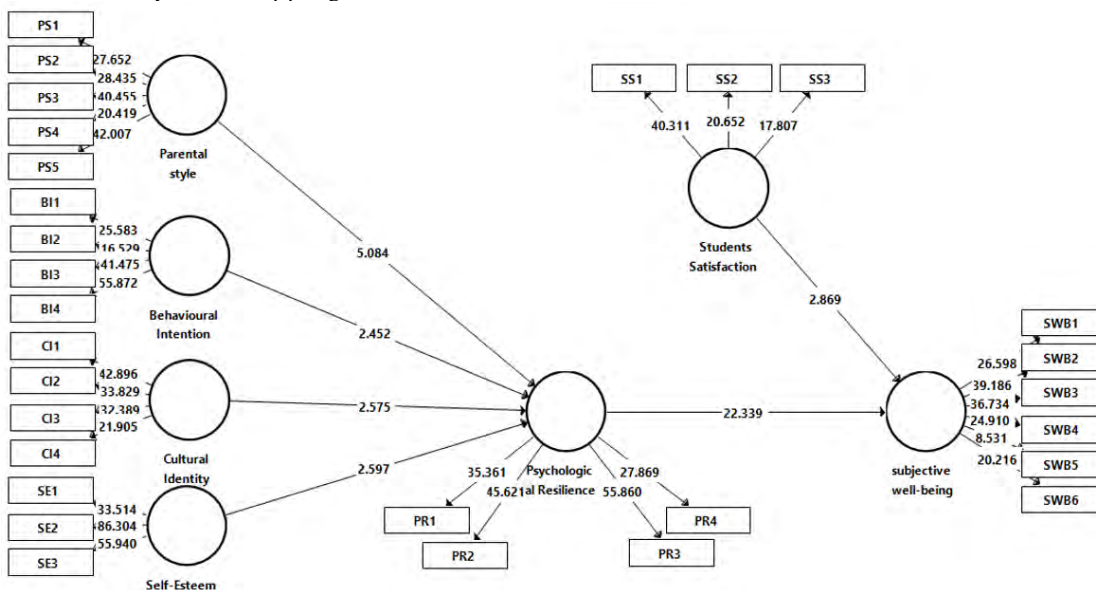 PS1
PS2
PS3
PS4
PS5
27.652
28.435
40.455
20.419
42.007
Parental
style
BI1
BI2
BI3
BI4
25.583
16.529
41.475
55.872
Behavioural
Intention
CI1
CI2
CI3
CI4
42.896
33.829
32.389
21.905
Cultural
Identity
SE1
SE2
SE3
33.514
86.304
55.940
Self-Esteem
5.084
2.452
2.575
2.597
SS1
SS2
SS3
40.311
20.652
17.807
Students
Satisfaction
2.869
Psychologic
al Resilience
35.361
45.621
55.860
27.869
PR1
PR2
PR3
PR4
22.339
subjective
well-being
26.598
39.186
36.734
24.910
8.531
20.216
SWB1
SWB2
SWB3
SWB4
SWB5
SWB6